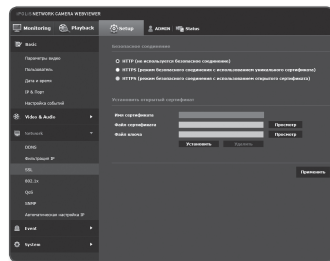 iPOLiS NETWORK CAMERA WEBVIEWER
Monitoring Playback Setup ADMIN Status
Basic
Параметры видео
Пользователь
Дата и время
IP & Порт
Настройка событий
Video & Audio
Network
DDNS
Фильтрация IP
SSL
802.1x
QoS
SNMP
Автоматическая настройка IP
Event
System
Безопасное соединение
HTTP (не используется безопасное соединение)
HTTPS (режим безопасного соединения с использованием уникального сертификата)
HTTPS (режим безопасного соединения с использованием открытого сертификата)
Установить открытый сертификат
Имя сертификата
Файл сертификата Просмотр
Файл ключа Просмотр
Установить Удалить
Применить